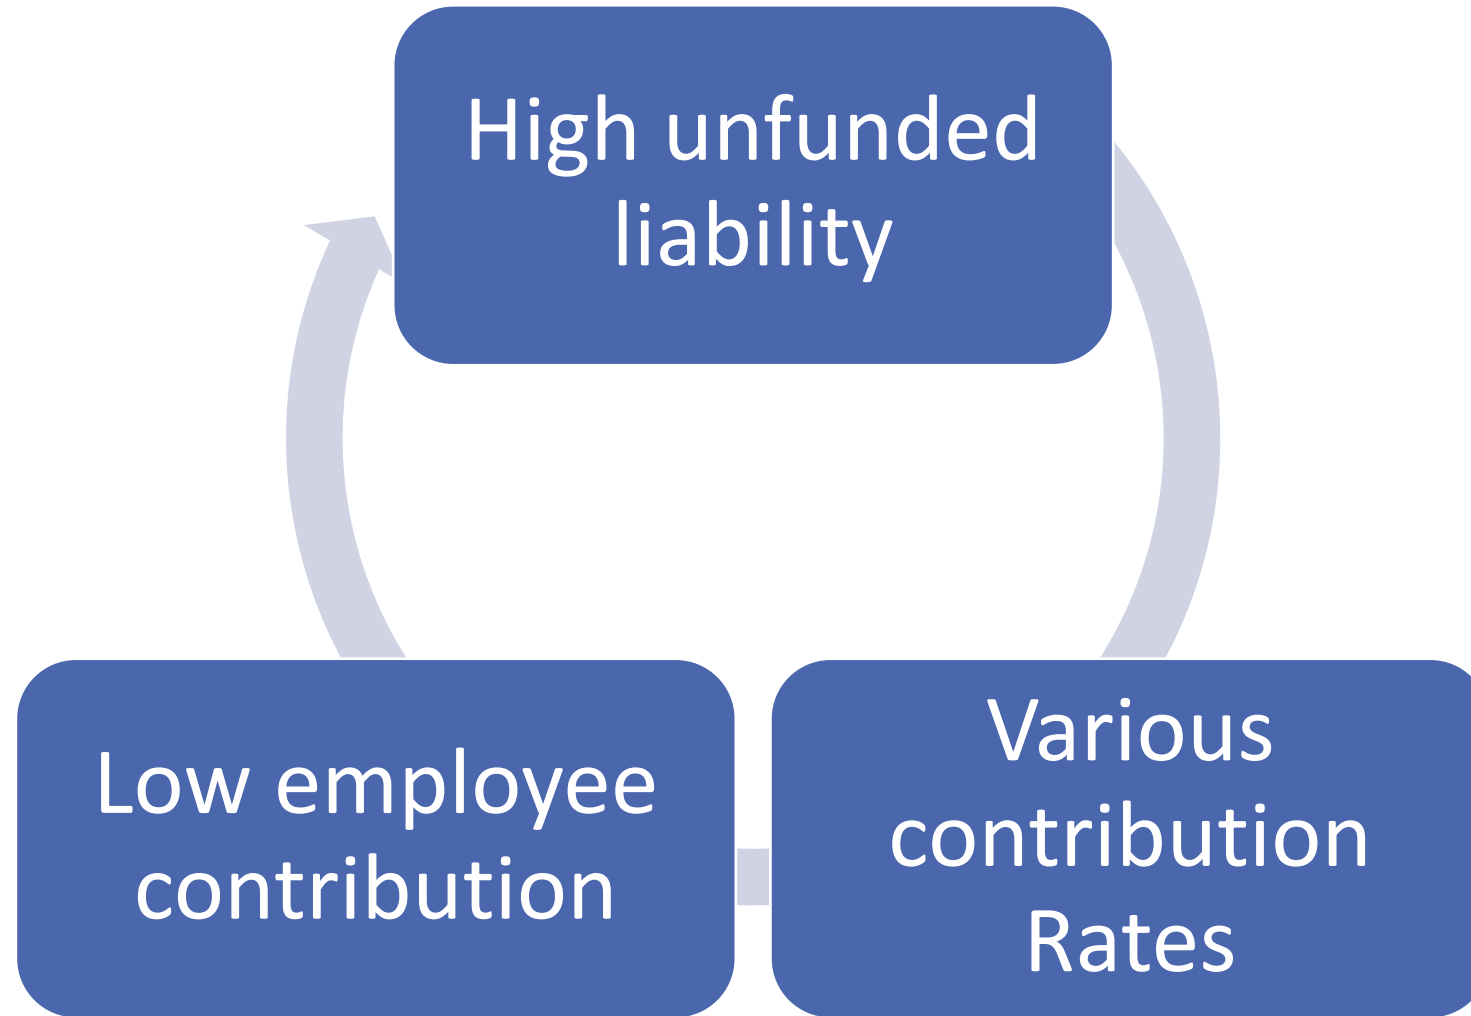 High unfunded
liability
Low employee
contribution
Various
contribution
Rates